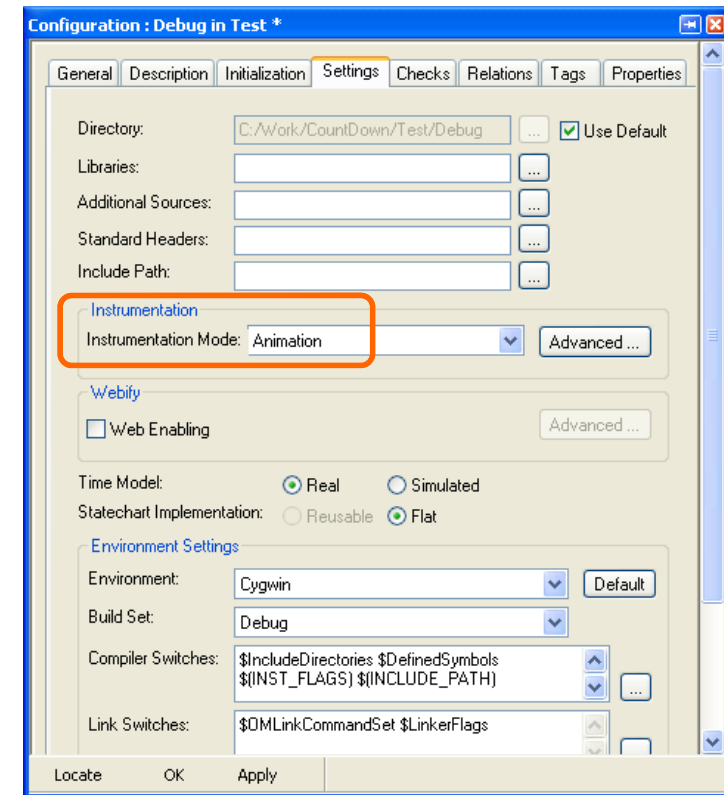 Configuration : Debug in Test *
General Description Initialization Settings Checks Relations Tags Properties
Directory: C:/Work/CountDown/Test/Debug ... Use Default
Libraries: ...
Additional Sources: ...
Standard Headers: ...
Include Path: ...
Instrumentation
Instrumentation Mode: Animation Advanced ...
Webify
Web Enabling Advanced ...
Time Model: Real Simulated
Statechart Implementation: Reusable Flat
Environment Settings
Environment: Cygwin Default
Build Set: Debug
Compiler Switches: $IncludeDirectories $DefinedSymbols
$(INST_FLAGS) $(INCLUDE_PATH) ...
Link Switches: $OMLinkCommandSet $LinkerFlags
Locate OK Apply